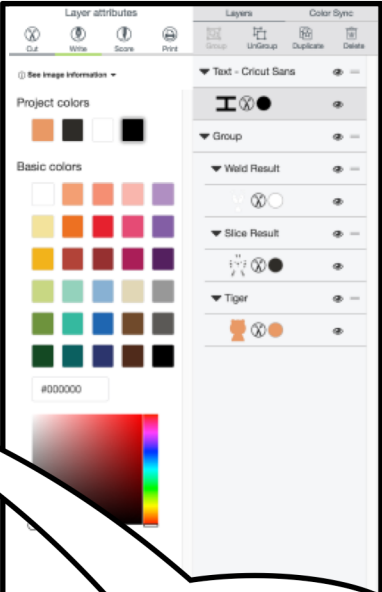 Layer attributes
Layers
Color Sync
Cut
Write
Score
Print
Group
UnGroup
Duplicate
Delete
See image information
Text - Cricut Sans
Project colors
I
Group
Basic colors
Weld Result
Slice Result
Tiger
#000000